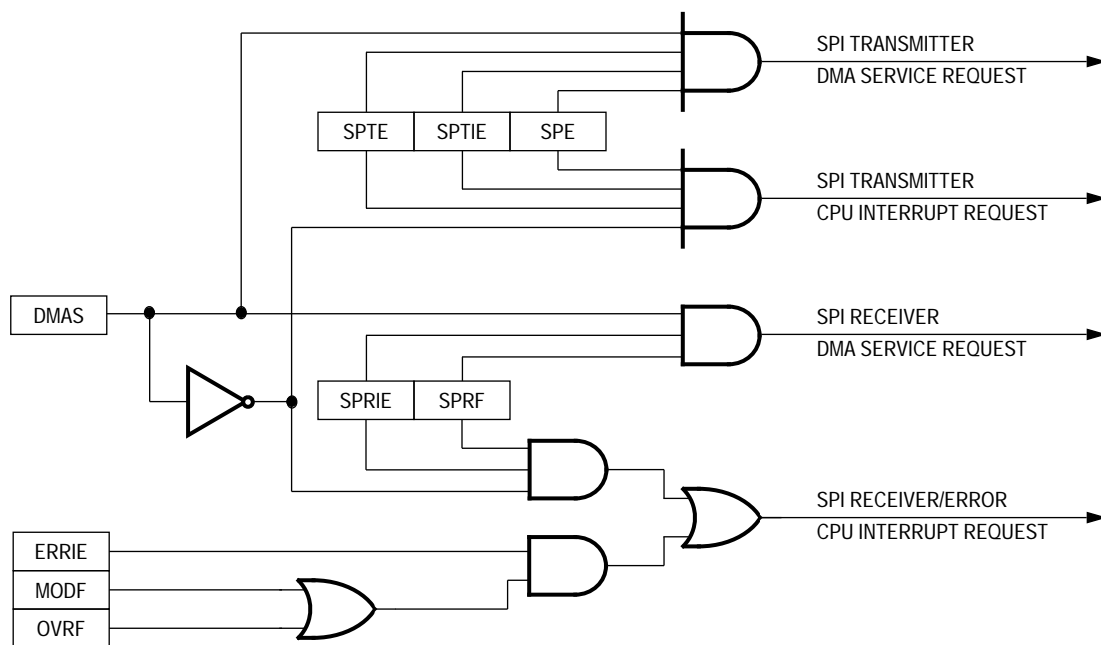 SPI TRANSMITTER
DMA SERVICE REQUEST
SPTE SPTIE SPE
SPI TRANSMITTER
CPU INTERRUPT REQUEST
DMAS
SPI RECEIVER
DMA SERVICE REQUEST
SPRIE SPRF
SPI RECEIVER/ERROR
CPU INTERRUPT REQUEST
ERRIE
MODF
OVRF